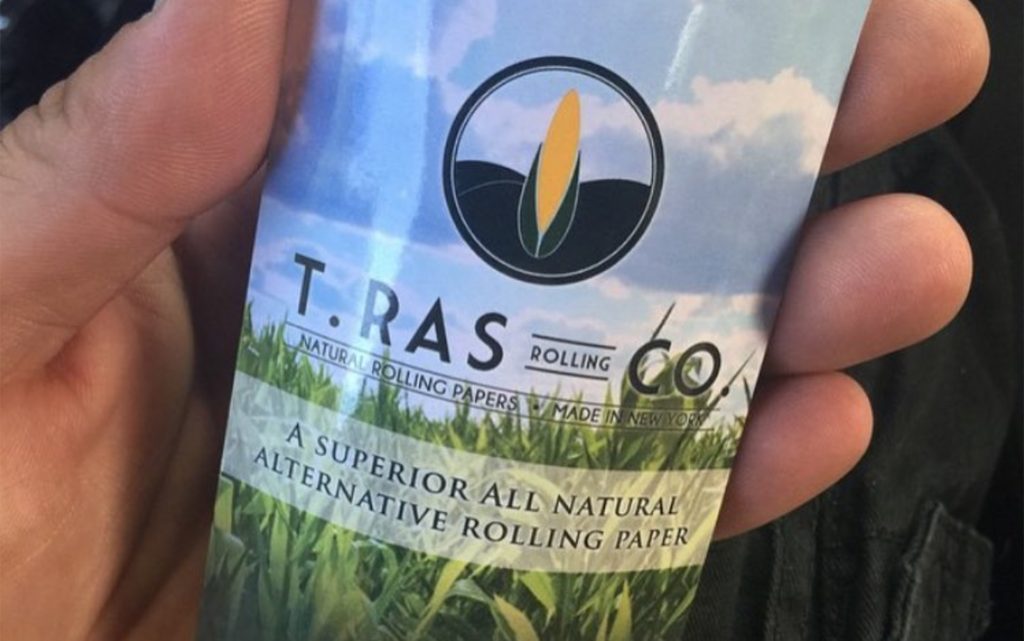 T. RAS ROLLING CO.
NATURAL ROLLING PAPERS • MADE IN NEW YORK
A SUPERIOR ALL NATURAL
ALTERNATIVE ROLLING PAPER